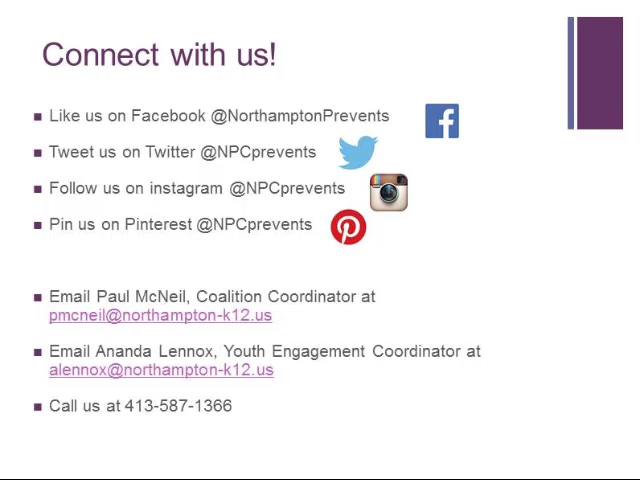 Connect with us!
Like us on Facebook @NorthamptonPrevents
Tweet us on Twitter @NPCprevents
Follow us on instagram @NPCprevents
Pin us on Pinterest @NPCprevents
Email Paul McNeil, Coalition Coordinator at
pmcneil@northampton-k12.us
Email Ananda Lennox, Youth Engagement Coordinator at
alennox@northampton-k12.us
Call us at 413-587-1366